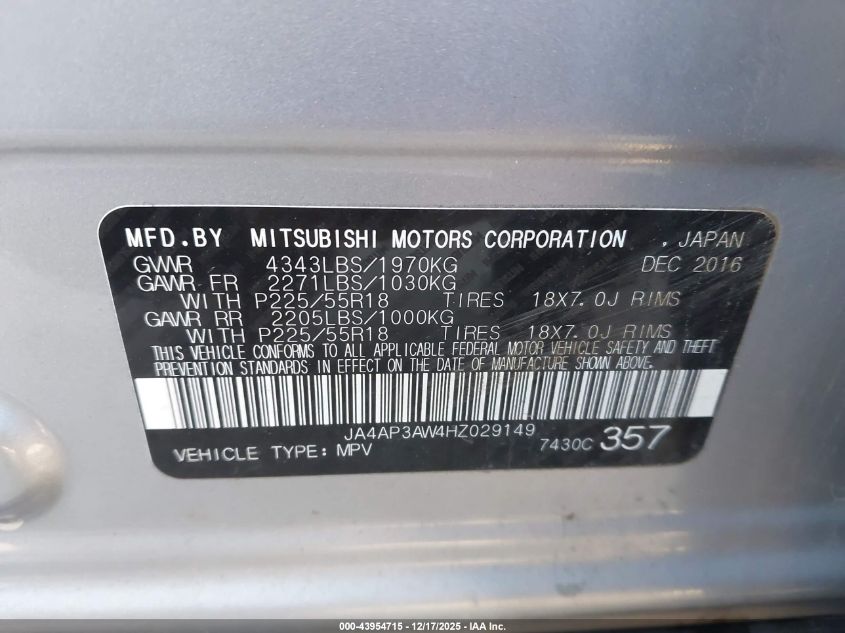 MFD.BY MITSUBISHI MOTORS CORPORATION , JAPAN
GVWR 4343LBS/1970KG DEC 2016
GAWR FR 2271LBS/1030KG
WITH P225/55R18 TIRES 18X7.0J RIMS
GAWR RR 2205LBS/1000KG
WITH P225/55R18 TIRES 18X7.0J RIMS
THIS VEHICLE CONFORMS TO ALL APPLICABLE FEDERAL MOTOR VEHICLE SAFETY AND THEFT
PREVENTION STANDARDS IN EFFECT ON THE DATE OF MANUFACTURE SHOWN ABOVE.
JA4AP3AW4HZ029149
VEHICLE TYPE: MPV 7430C 357
000-43954715 - 12/17/2025 - IAA Inc.